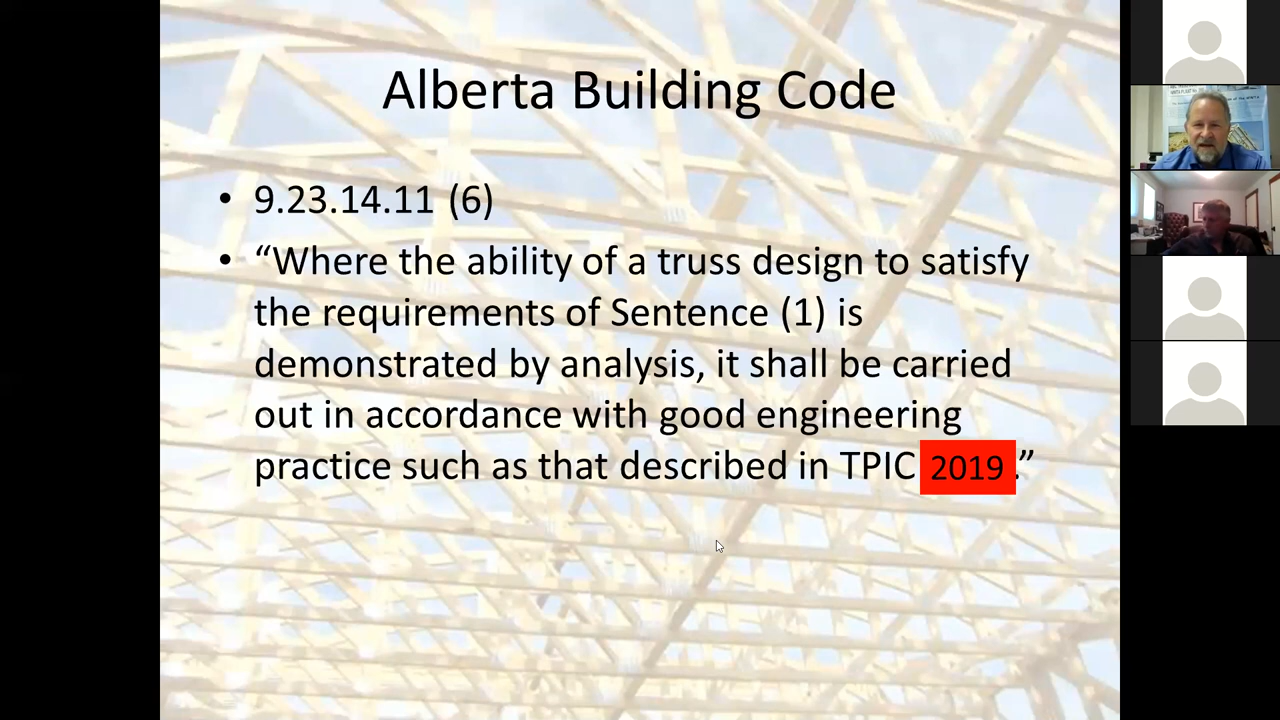 Alberta Building Code
• 9.23.14.11 (6)
• “Where the ability of a truss design to satisfy
the requirements of Sentence (1) is
demonstrated by analysis, it shall be carried
out in accordance with good engineering
practice such as that described in TPIC 2019.”